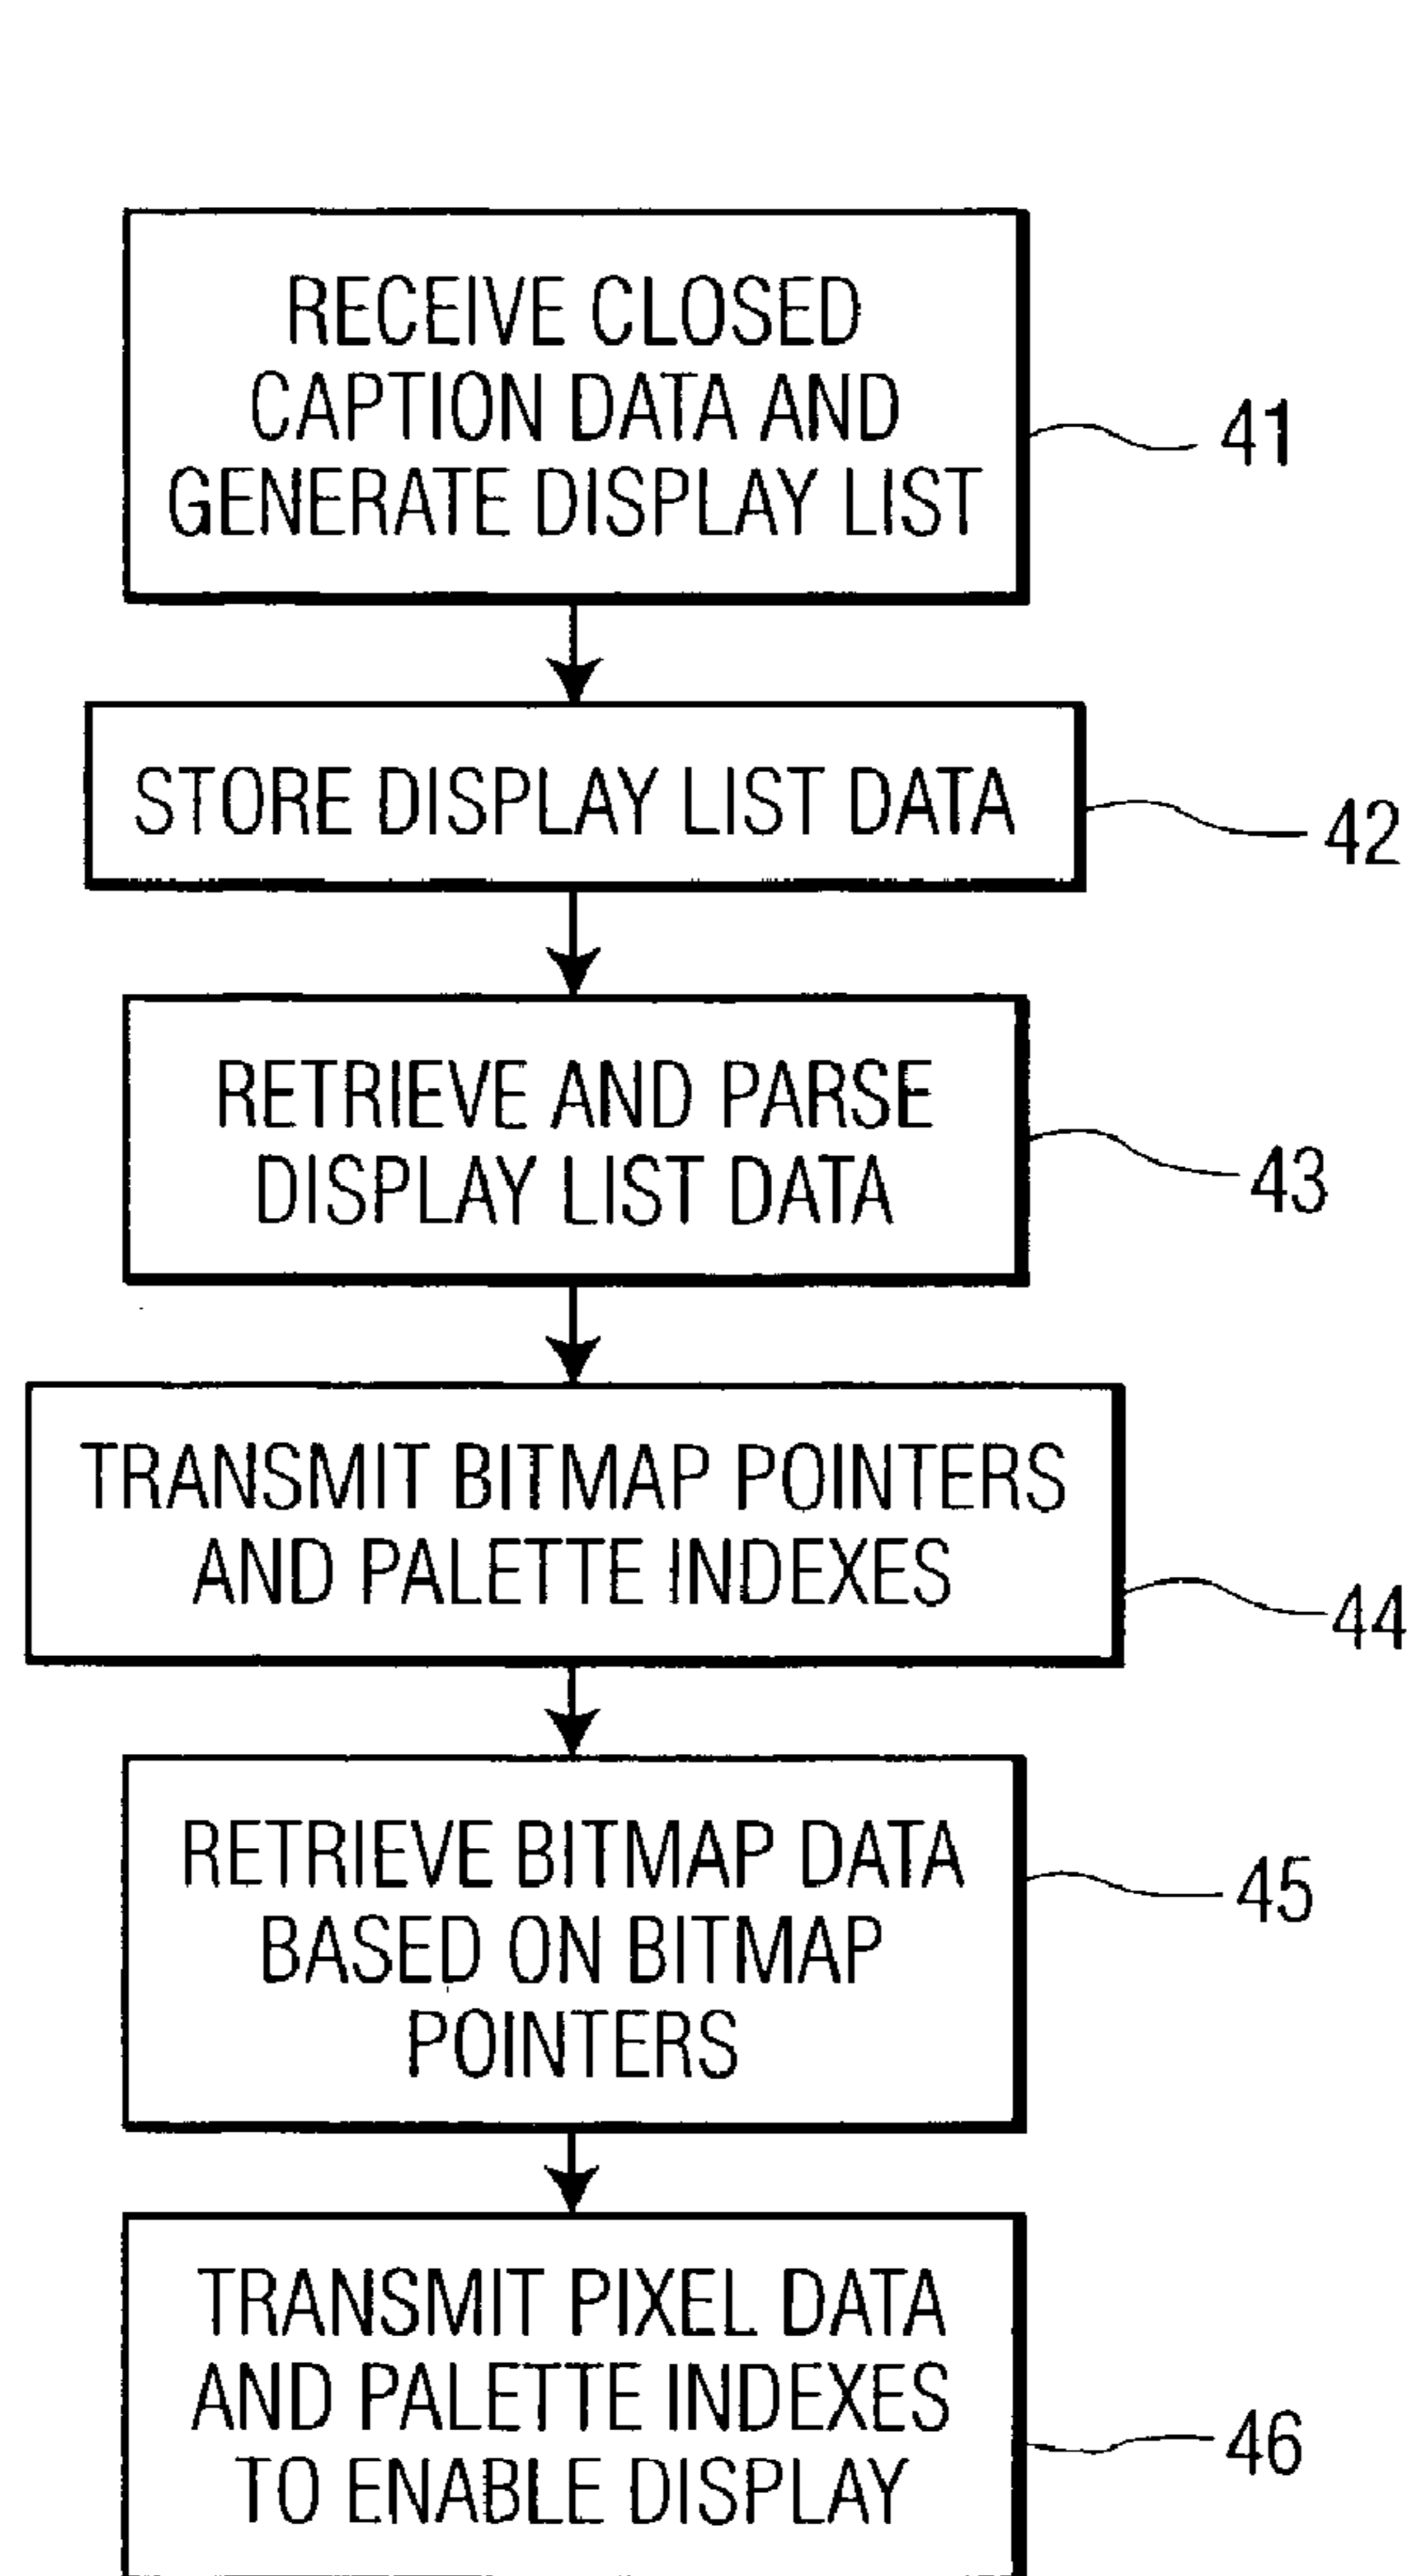 RECEIVE CLOSED
CAPTION DATA AND
GENERATE DISPLAY LIST
41
STORE DISPLAY LIST DATA
42
RETRIEVE AND PARSE
DISPLAY LIST DATA
43
TRANSMIT BITMAP POINTERS
AND PALETTE INDEXES
44
RETRIEVE BITMAP DATA
BASED ON BITMAP
POINTERS
45
TRANSMIT PIXEL DATA
AND PALETTE INDEXES
TO ENABLE DISPLAY
46